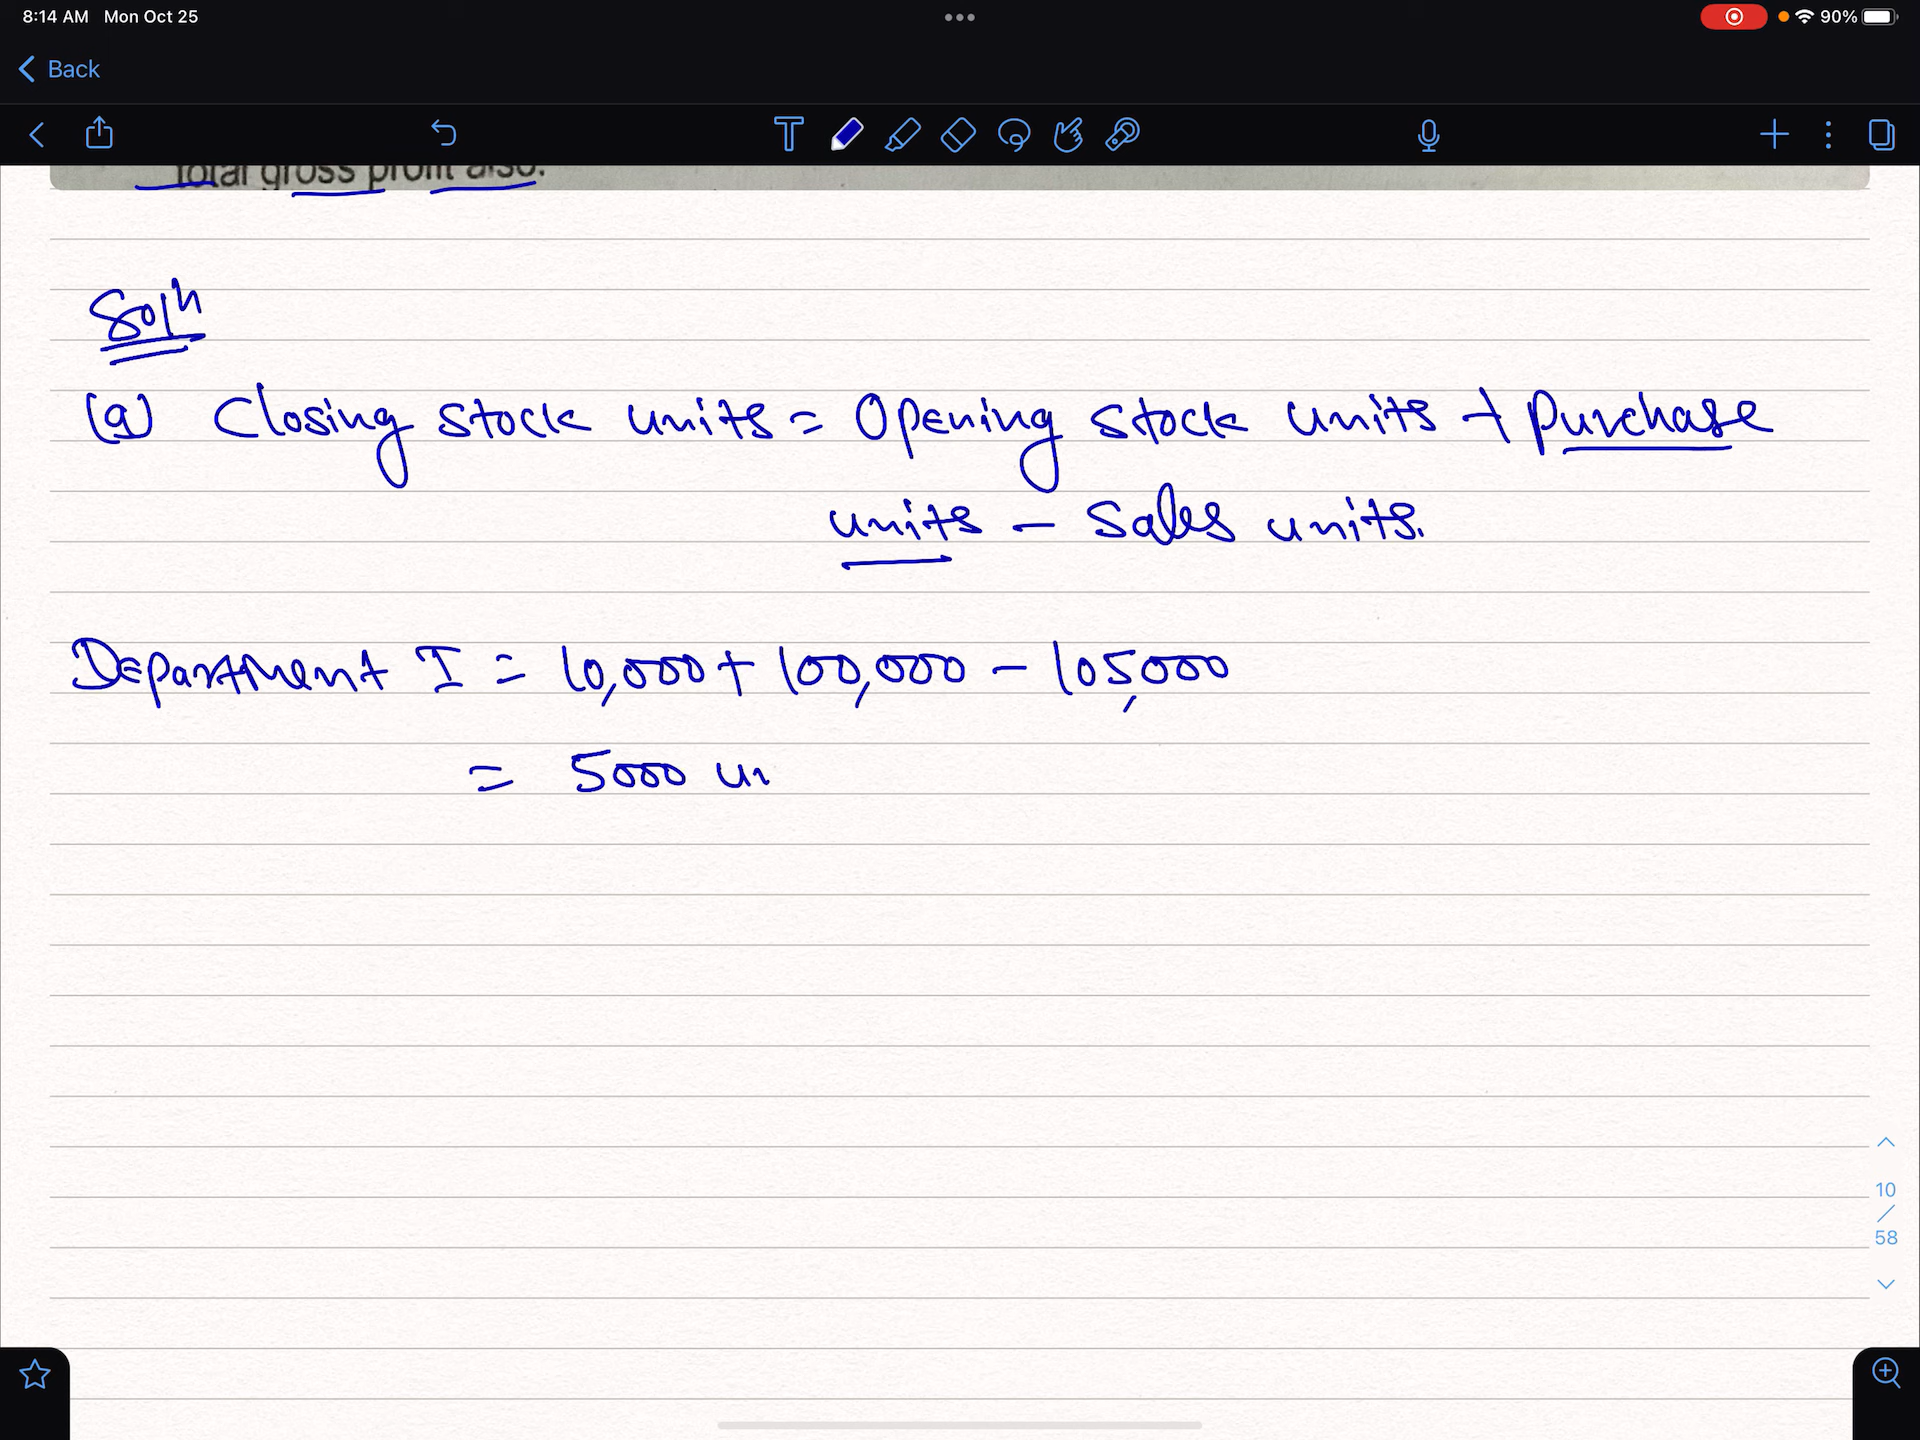 8:14 AM Mon Oct 25
90%
Back
total gross profit also.
Soln
(a) Closing stock units = Opening stock units + Purchase
units - Sales units.
Department I = 10,000 + 100,000 - 105,000
= 5000 un
10
/
58